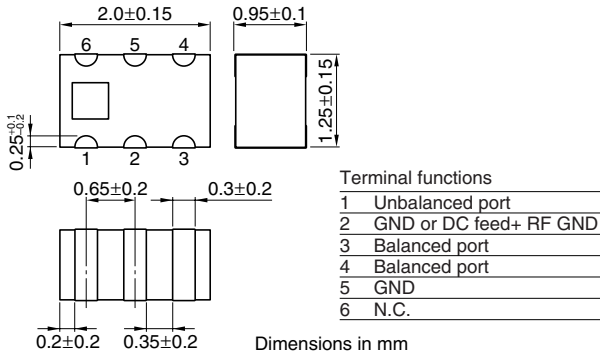 2.0±0.15
0.95±0.1
6 5 4
0.25+0.1 −0.2
1.25±0.15
1 2 3
0.65±0.2
0.3±0.2
0.2±0.2
0.35±0.2
Terminal functions
1 Unbalanced port
2 GND or DC feed+ RF GND
3 Balanced port
4 Balanced port
5 GND
6 N.C.
Dimensions in mm